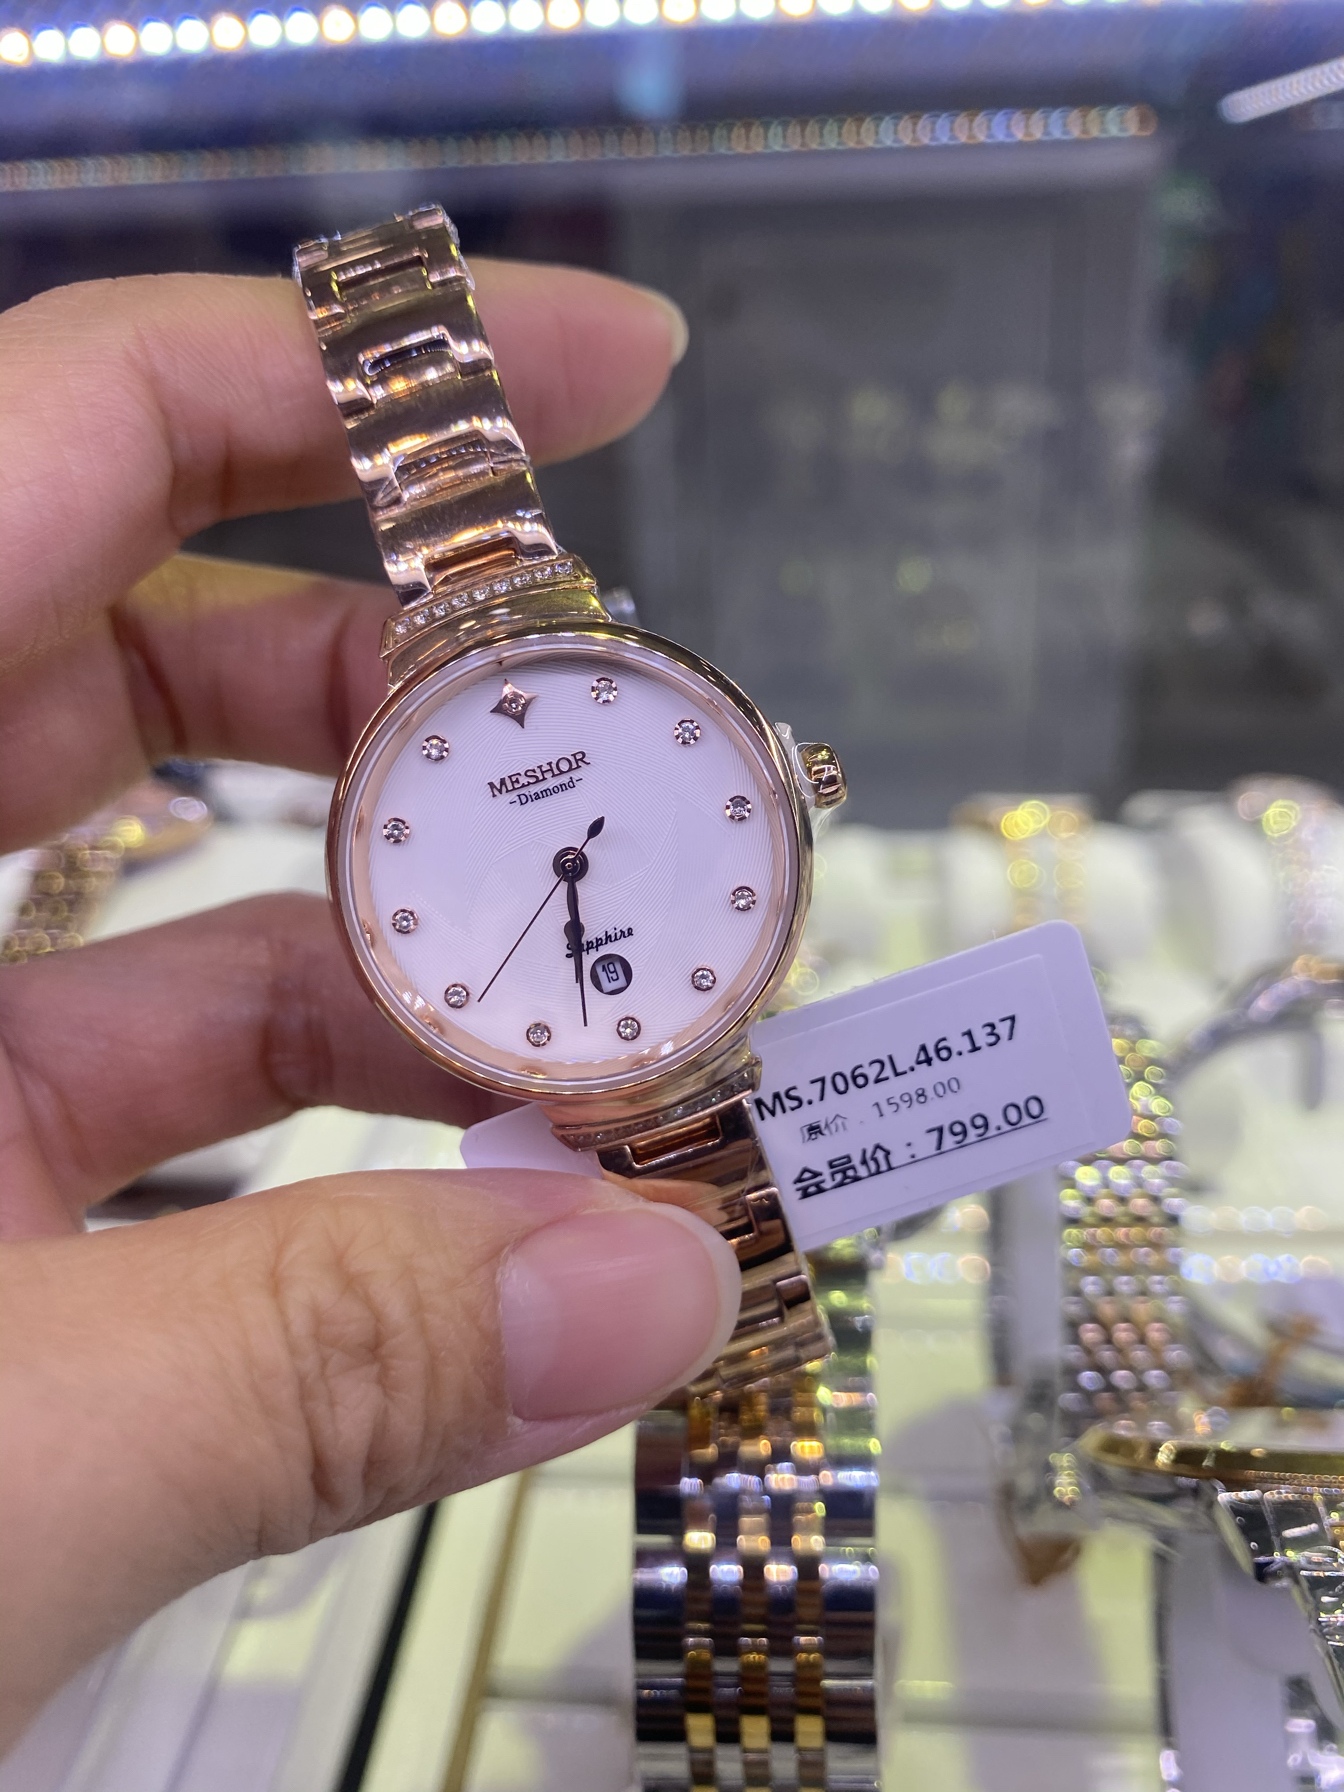 MESHOR
-Diamond-
Sapphire
19
MS.7062L.46.137
原价：1598.00
会员价：799.00